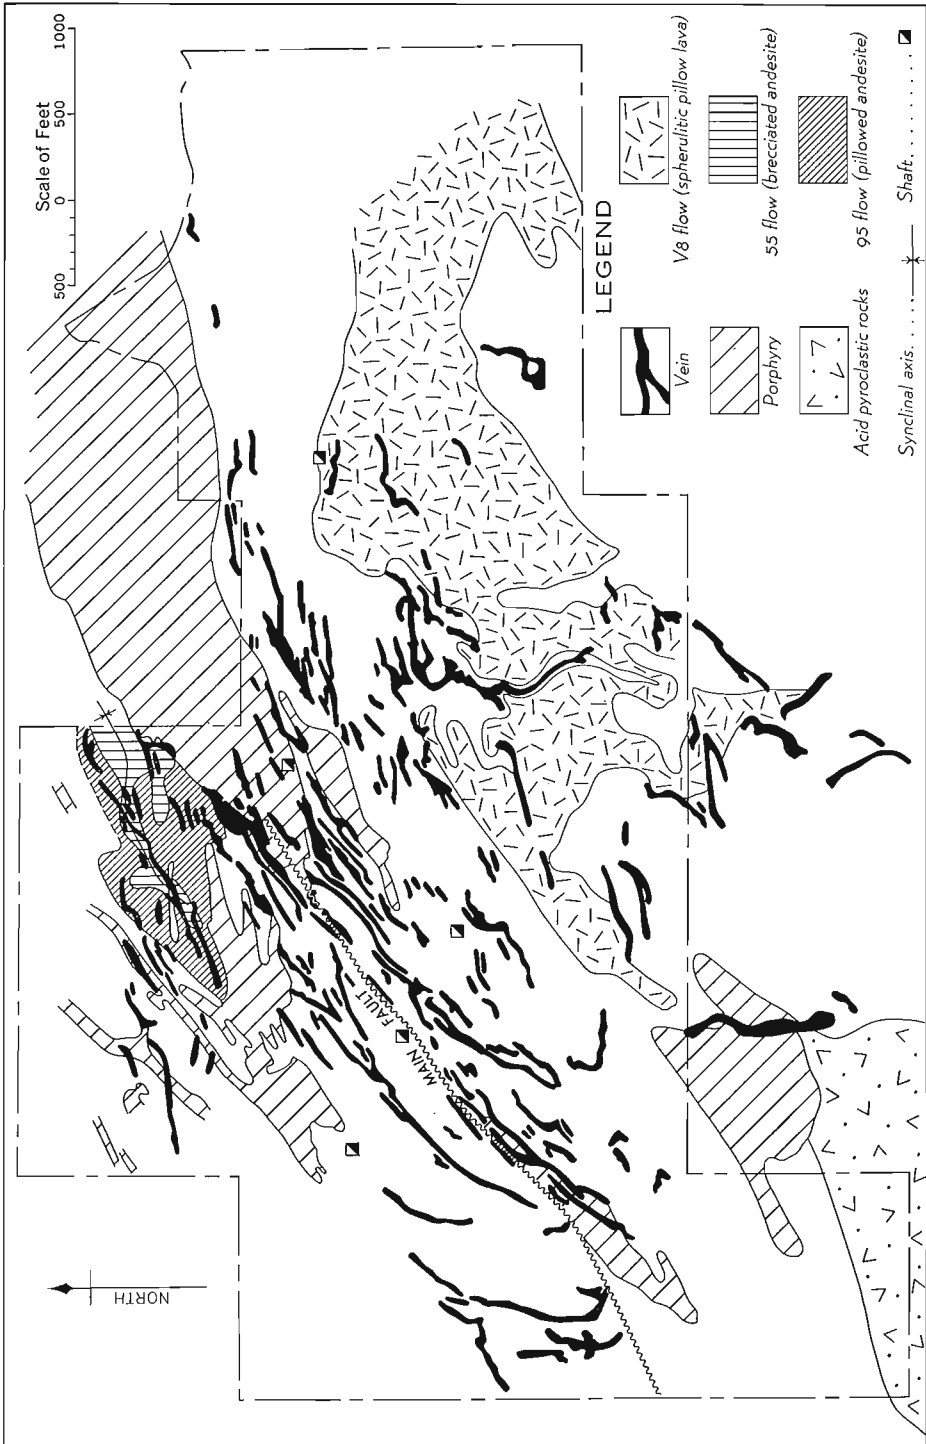 Scale of Feet
500 0 500 1000
NORTH
MAIN FAULT
LEGEND
Vein
V8 flow (spherulitic pillow lava)
Porphyry
55 flow (brecciated andesite)
Acid pyroclastic rocks
95 flow (pillowed andesite)
Synclinal axis.....
Shaft........